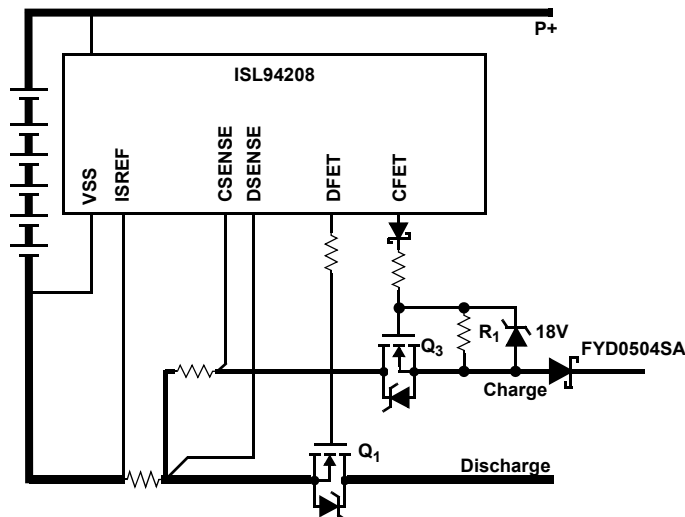 P+
ISL94208
VSS
ISREF
CSENSE
DSENSE
DFET
CFET
Q3
R1
18V
FYD0504SA
Charge
Q1
Discharge